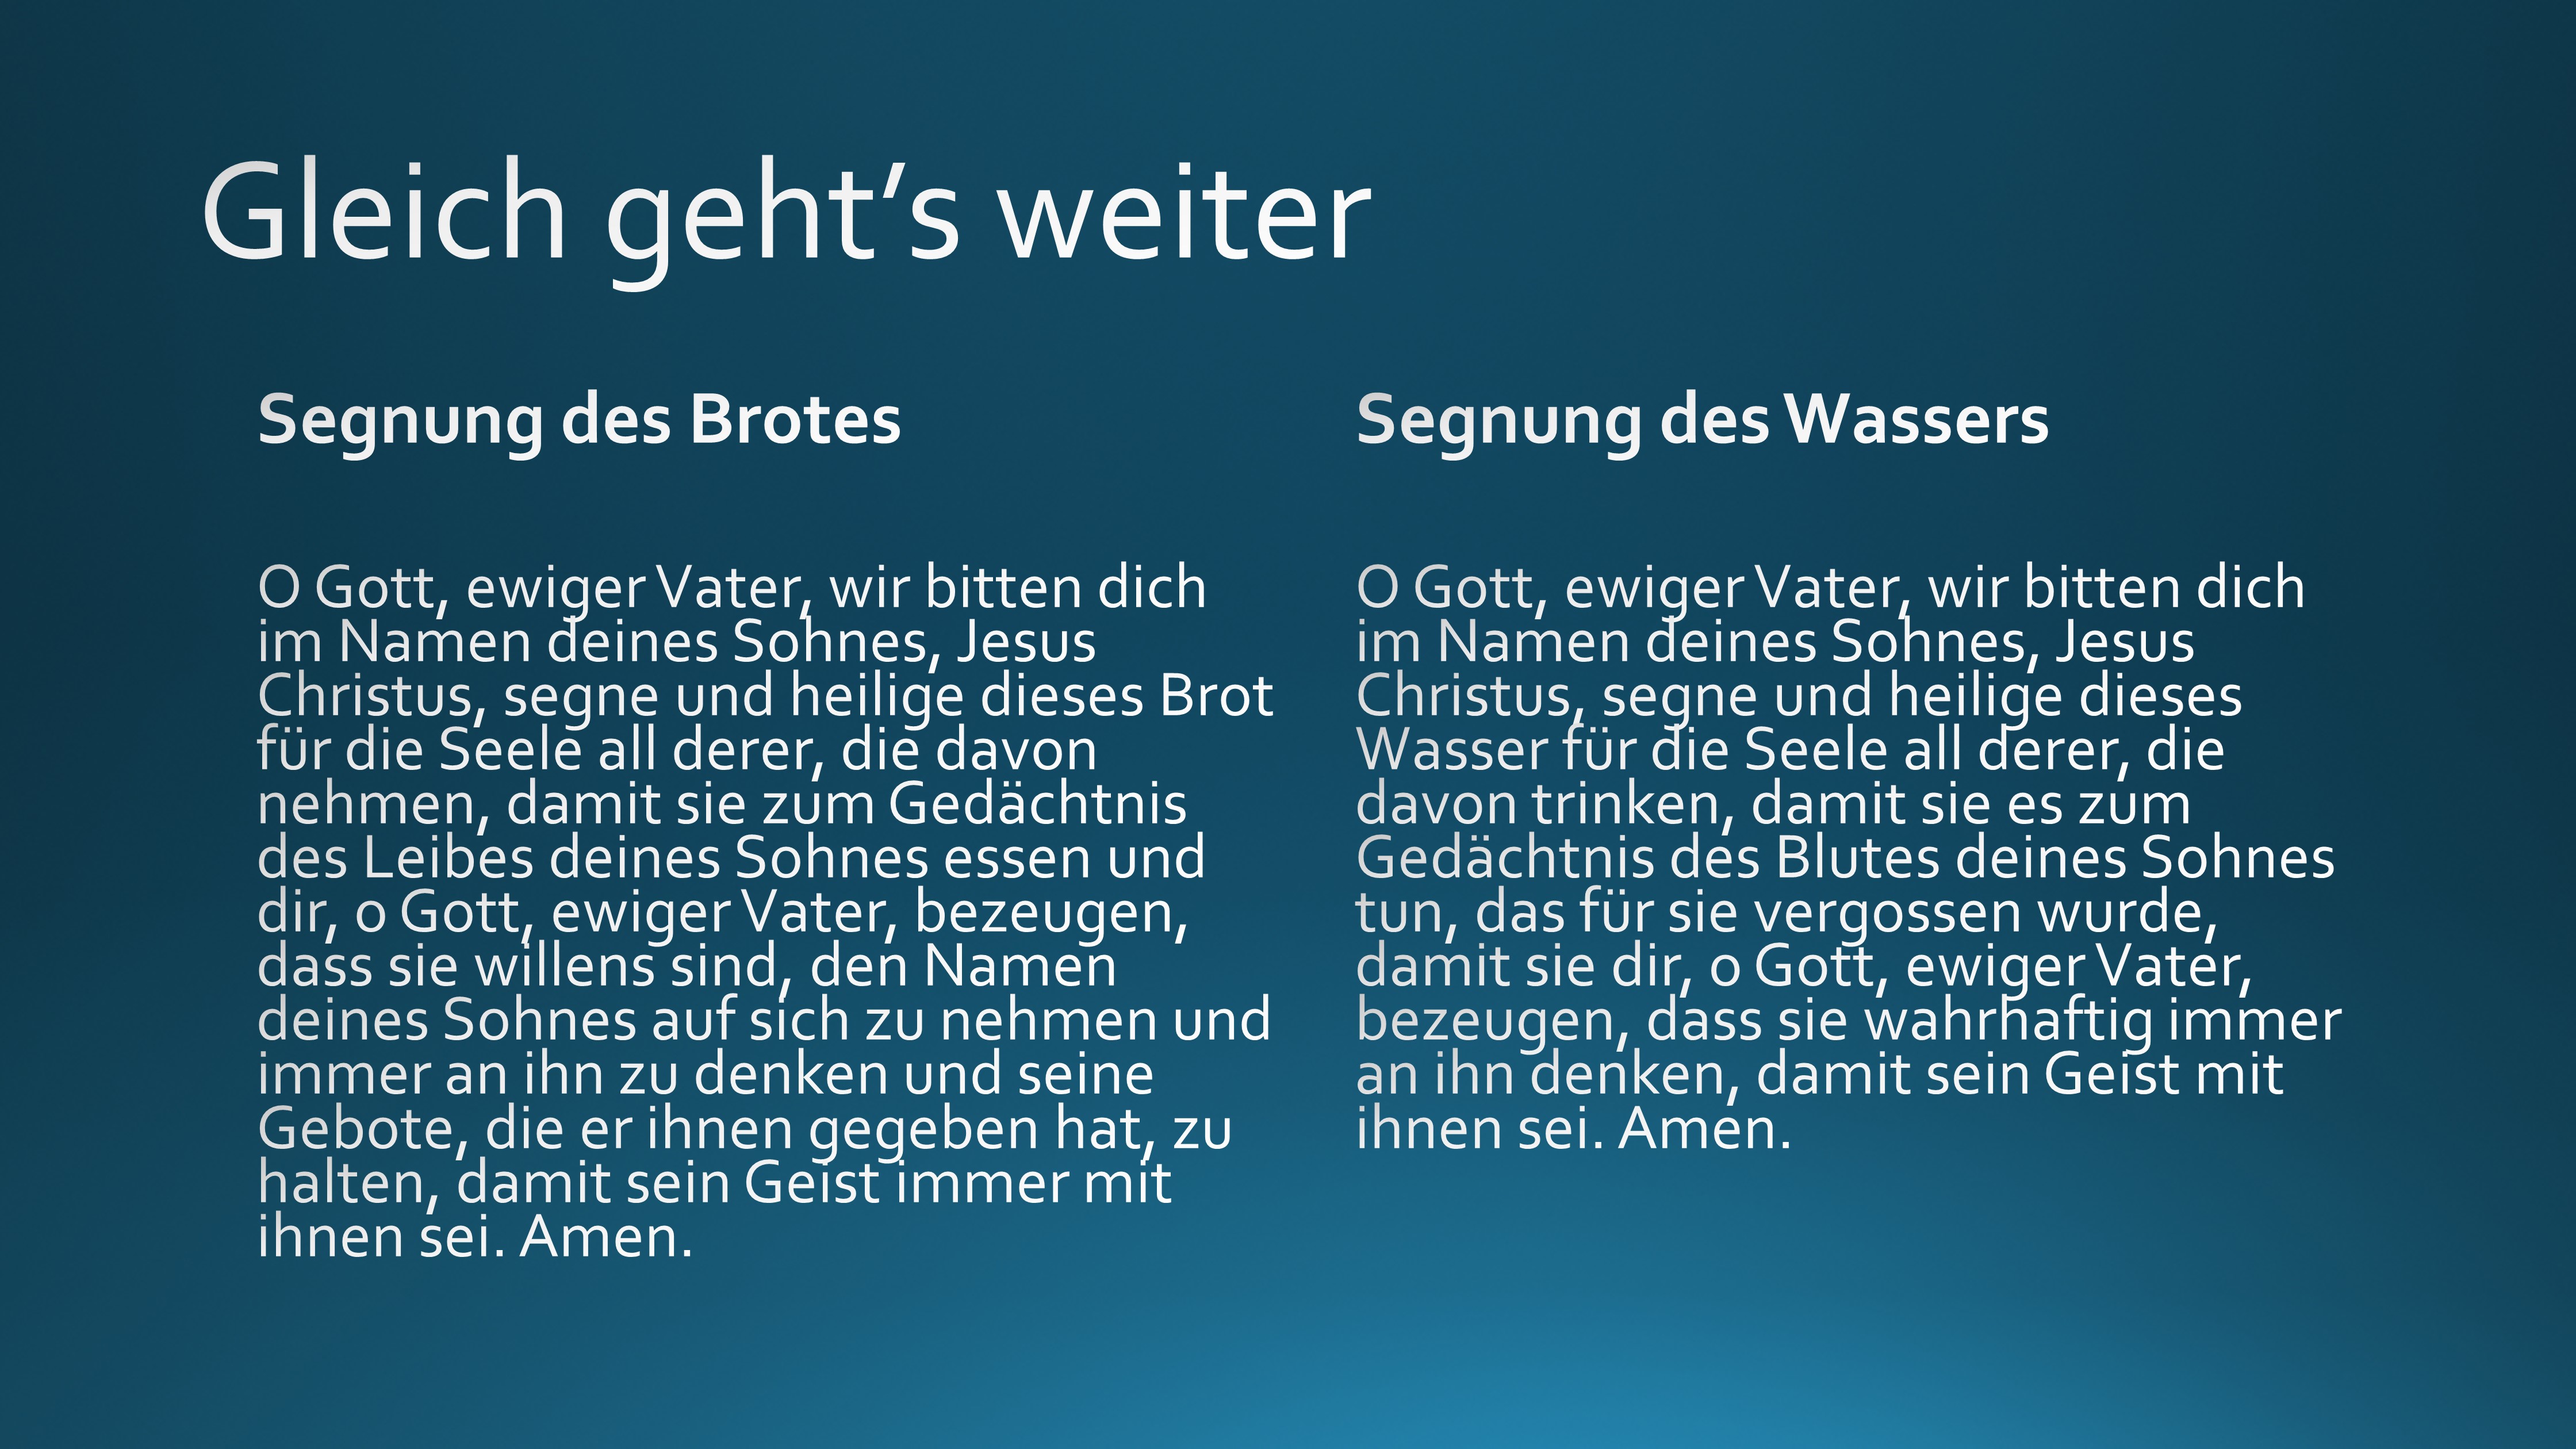 Gleich geht’s weiter
Segnung des Brotes
O Gott, ewiger Vater, wir bitten dich
im Namen deines Sohnes, Jesus
Christus, segne und heilige dieses Brot
für die Seele all derer, die davon
nehmen, damit sie zum Gedächtnis
des Leibes deines Sohnes essen und
dir, o Gott, ewiger Vater, bezeugen,
dass sie willens sind, den Namen
deines Sohnes auf sich zu nehmen und
immer an ihn zu denken und seine
Gebote, die er ihnen gegeben hat, zu
halten, damit sein Geist immer mit
ihnen sei. Amen.
Segnung des Wassers
O Gott, ewiger Vater, wir bitten dich
im Namen deines Sohnes, Jesus
Christus, segne und heilige dieses
Wasser für die Seele all derer, die
davon trinken, damit sie es zum
Gedächtnis des Blutes deines Sohnes
tun, das für sie vergossen wurde,
damit sie dir, o Gott, ewiger Vater,
bezeugen, dass sie wahrhaftig immer
an ihn denken, damit sein Geist mit
ihnen sei. Amen.